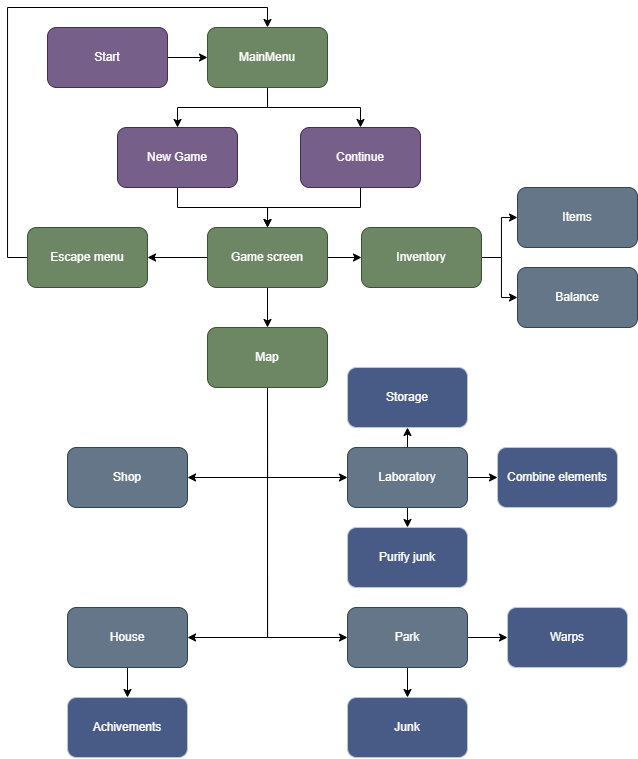 Start
MainMenu
New Game
Continue
Items
Escape menu
Game screen
Inventory
Balance
Map
Storage
Shop
Laboratory
Combine elements
Purify junk
House
Park
Warps
Achivements
Junk